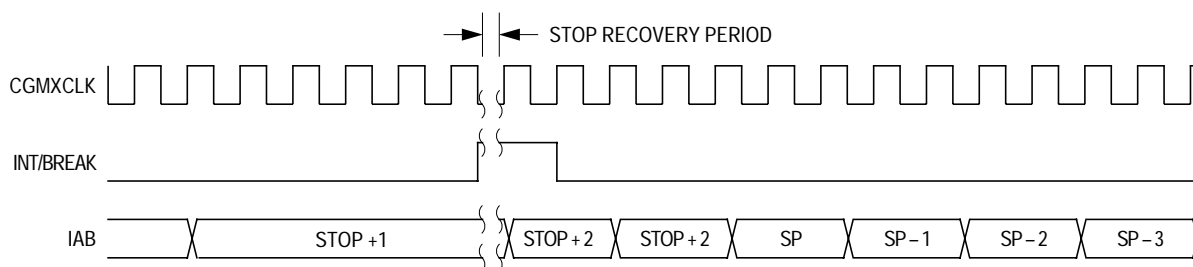 STOP RECOVERY PERIOD
CGMXCLK
INT/BREAK
IAB STOP +1 STOP + 2 STOP + 2 SP SP – 1 SP – 2 SP – 3